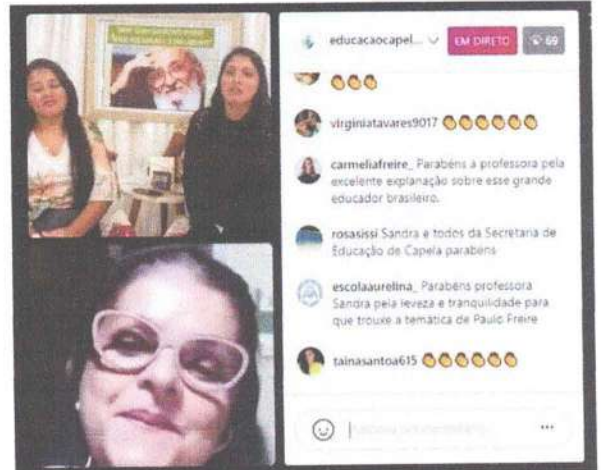 educacaocapel...
EM DIRETO
69
virginiatavares9017
carmeliafreire_ Parabéns a professora pela
excelente explanação sobre esse grande
educador brasileiro.
rosasissi Sandra e todos da Secretaria de
Educação de Capela parabéns
escolaaurelina_ Parabéns professora
Sandra pela leveza e tranquilidade para
que trouxe a temática de Paulo Freire
tainasantoa615